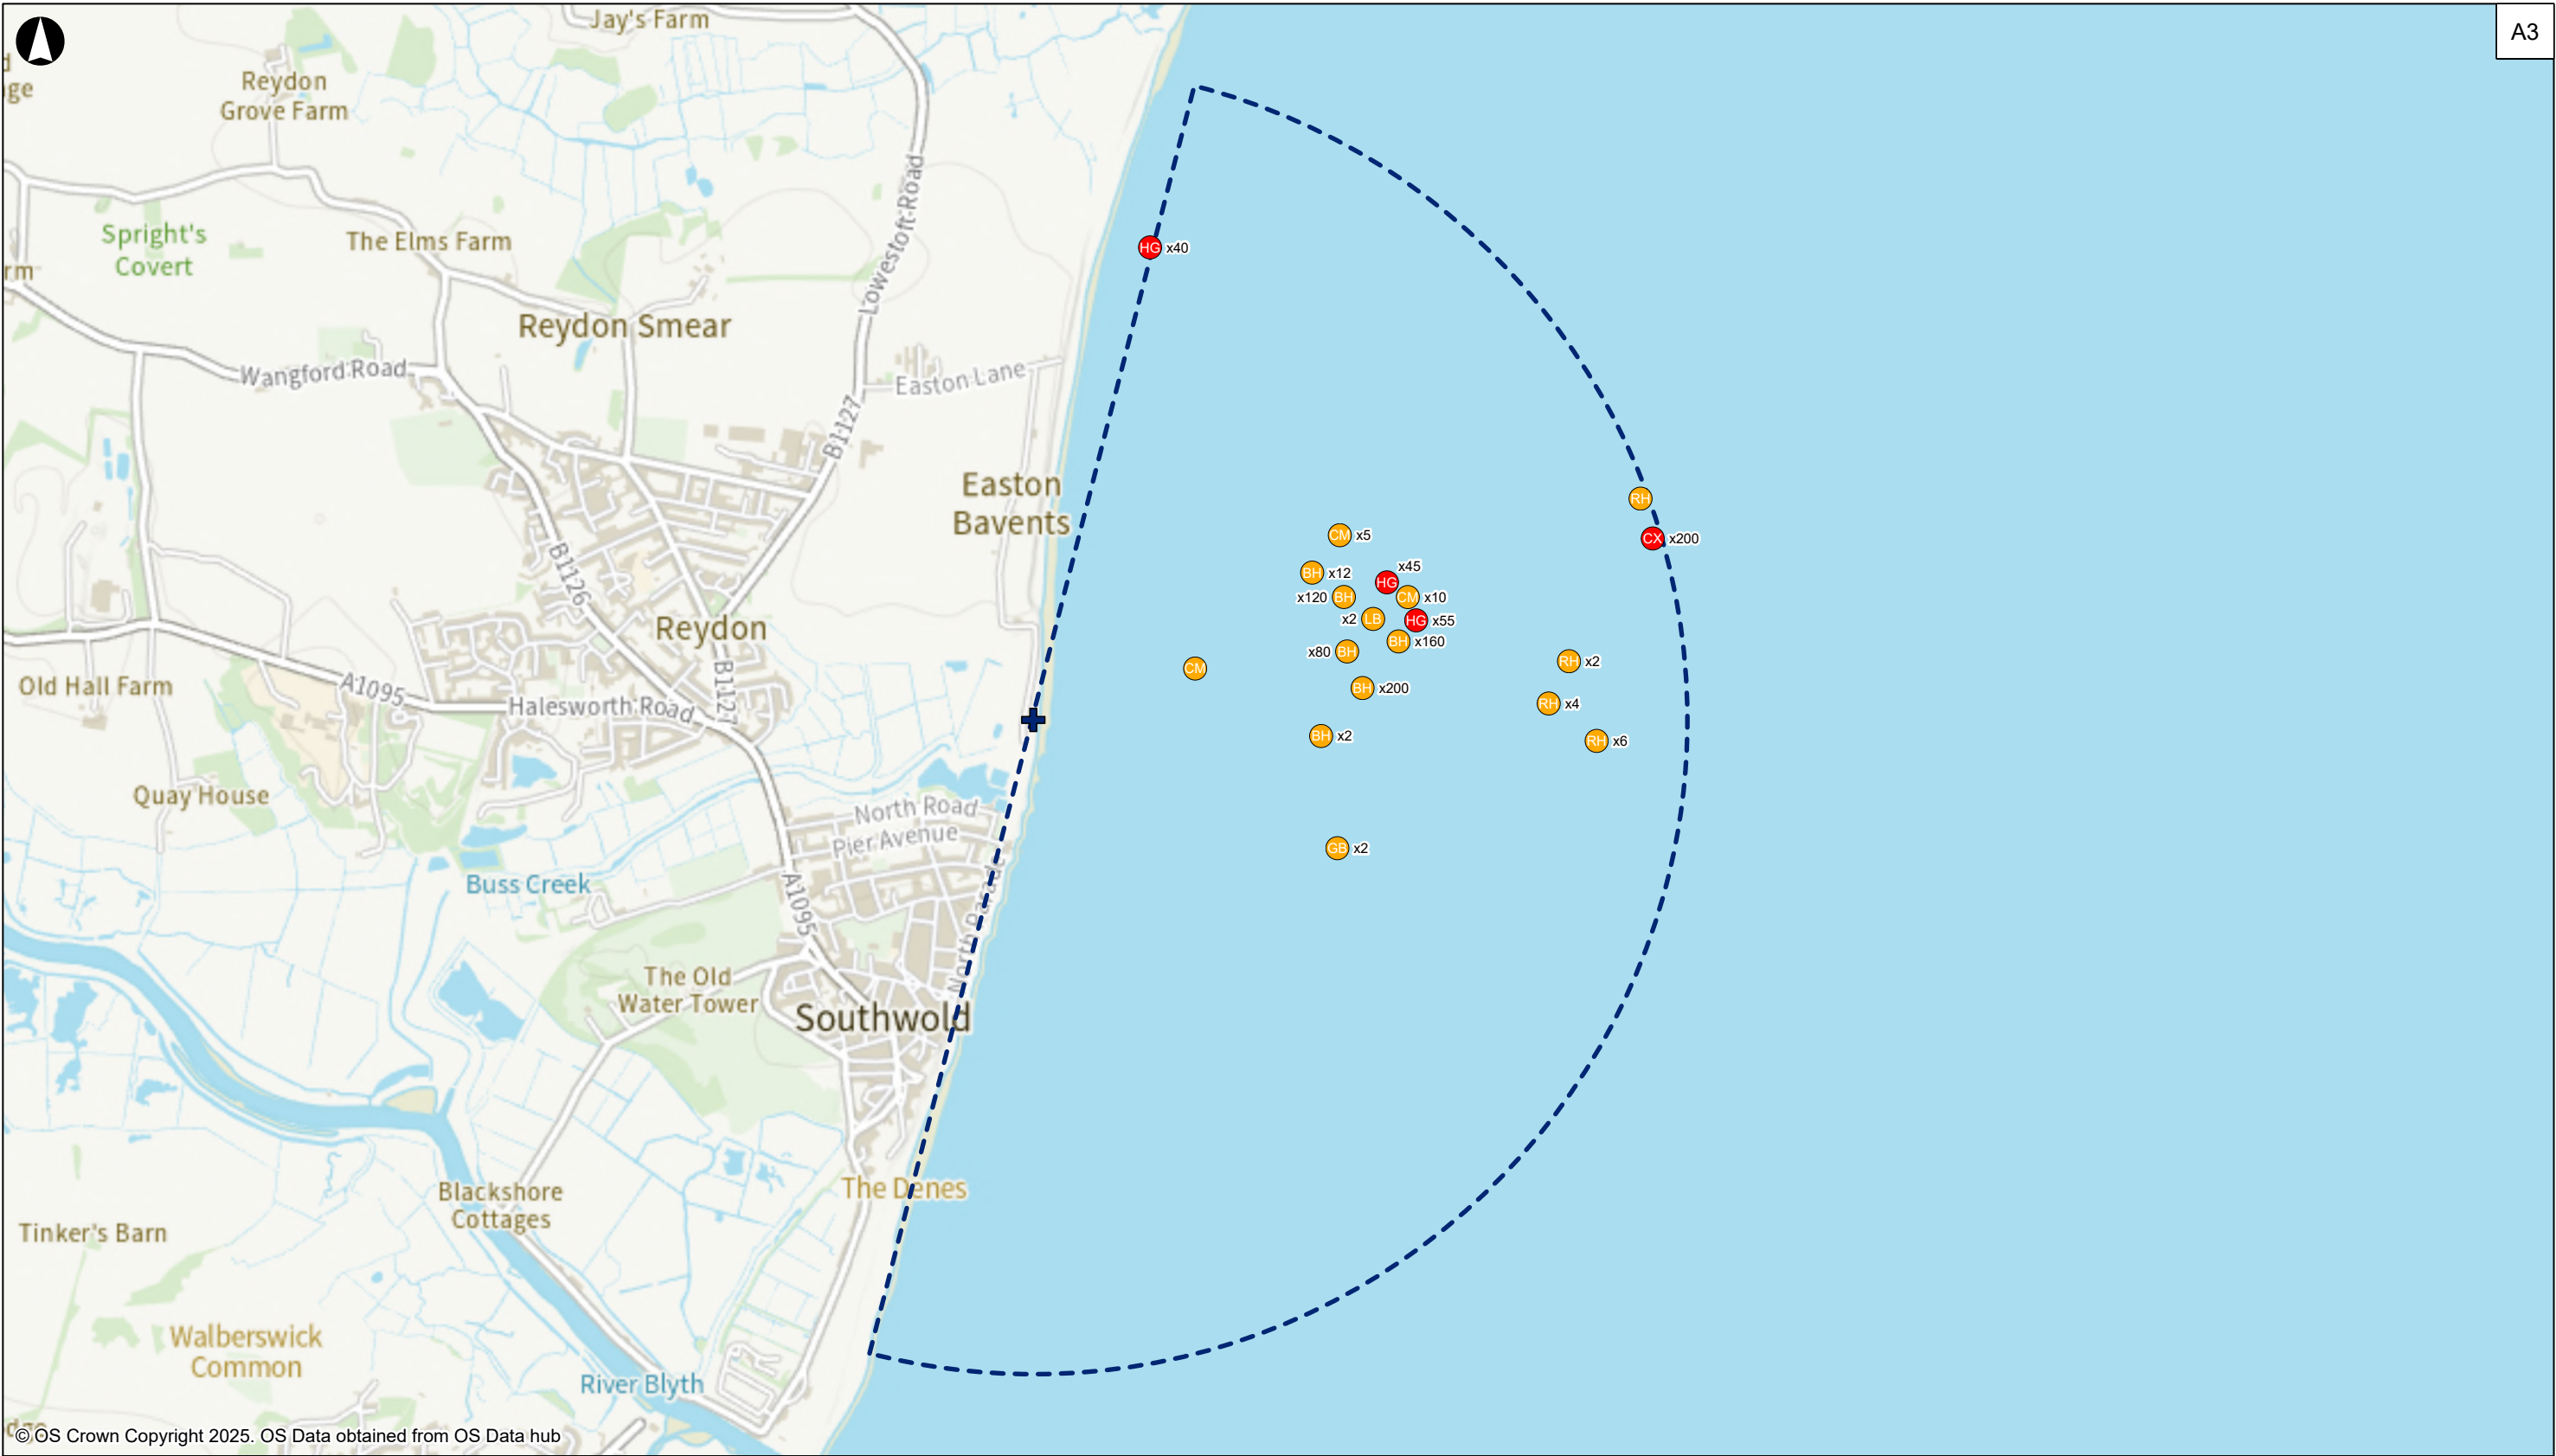 A3
Jay's Farm
Reydon
Grove Farm
Spright's
Covert
The Elms Farm
Lowestoft Road
HG x40
Reydon Smear
Wangford Road
Easton Lane
B1127
Easton
Bavents
RH
CX x200
CM x5
B1126
BH x12
HG x45
x120 BH
CM x10
x2 LB
HG x55
Reydon
BH x160
x80 BH
CM
RH x2
B1127
Old Hall Farm
A1095
BH x200
Halesworth Road
RH x4
BH x2
RH x6
Quay House
North Road
Pier Avenue
GB x2
Buss Creek
A1095
North Parade
The Old
Water Tower
Southwold
The Denes
Blackshore
Cottages
Tinker's Barn
Walberswick
Common
River Blyth
© OS Crown Copyright 2025. OS Data obtained from OS Data hub